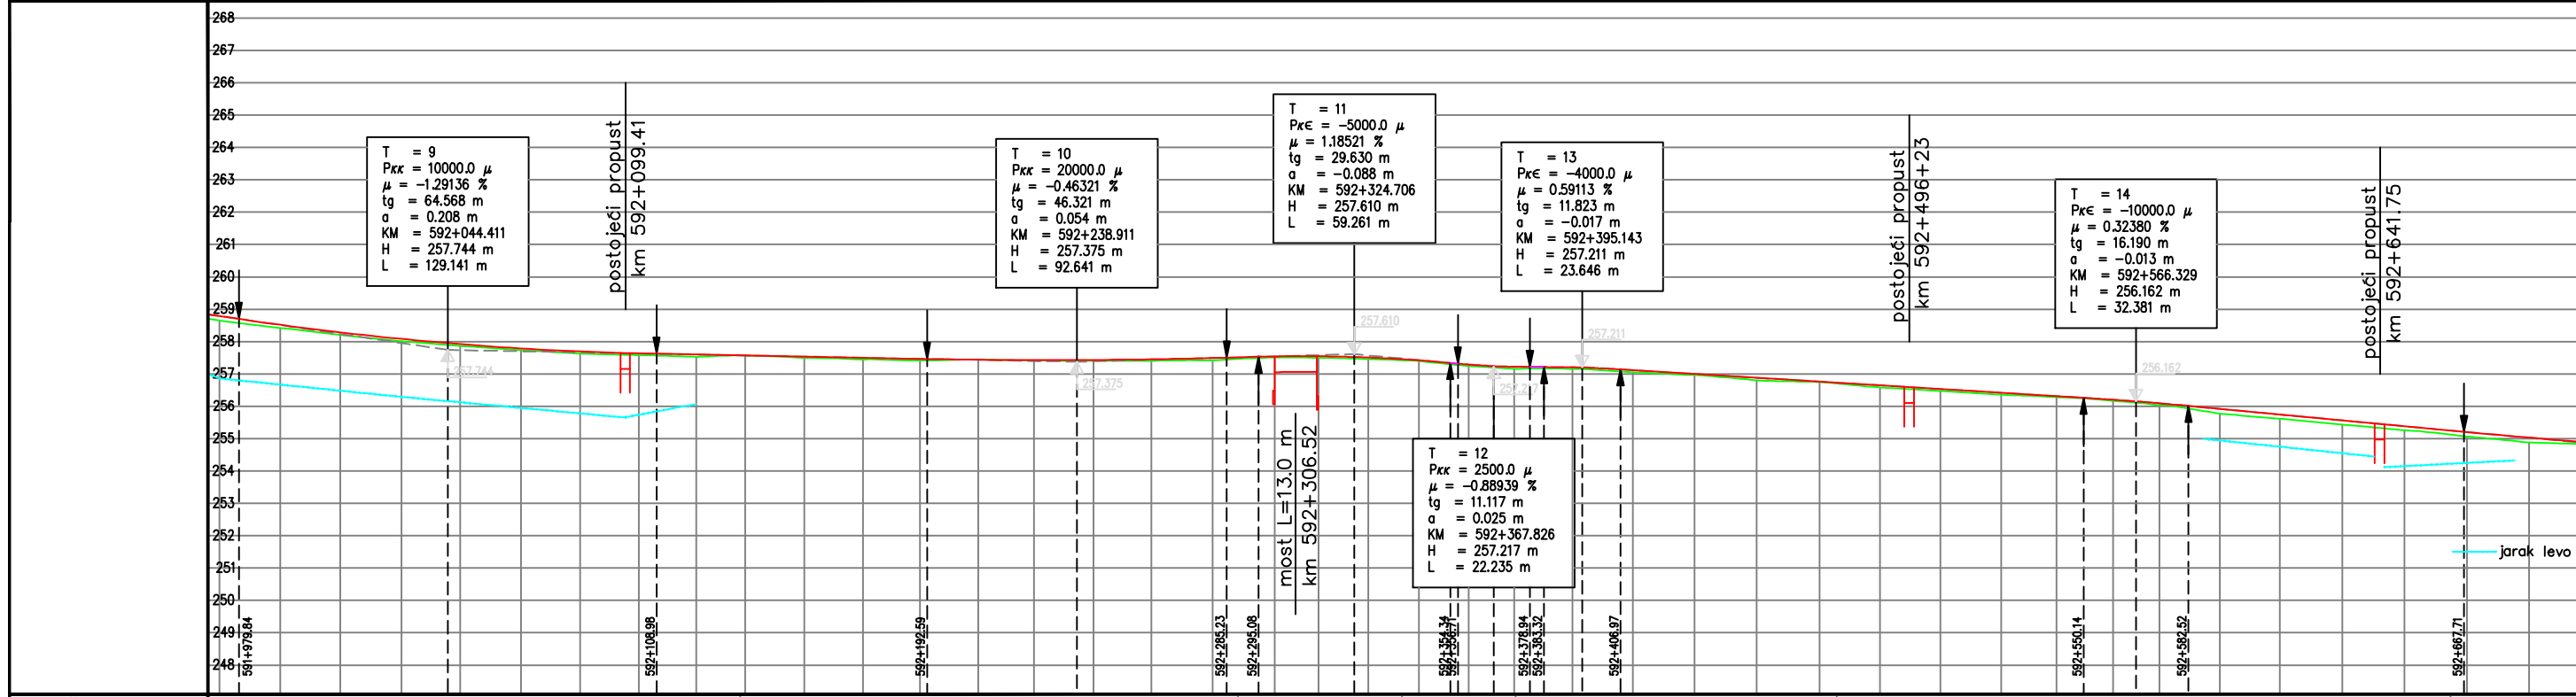 268
267
266
265
264
263
262
261
260
259
258
257
256
255
254
253
252
251
250
249
248
T = 9
Pκκ = 10000.0 μ
μ = -1.29136 %
tg = 64.568 m
a = 0.208 m
KM = 592+044.411
H = 257.744 m
L = 129.141 m
257.744
postojeći propust
km 592+099.41
T = 10
Pκκ = 20000.0 μ
μ = -0.46321 %
tg = 46.321 m
a = 0.054 m
KM = 592+238.911
H = 257.375 m
L = 92.641 m
257.375
T = 11
Pκ€ = -5000.0 μ
μ = 1.18521 %
tg = 29.630 m
a = -0.088 m
KM = 592+324.706
H = 257.610 m
L = 59.261 m
257.610
most L=13.0 m
km 592+306.52
T = 12
Pκκ = 2500.0 μ
μ = -0.88939 %
tg = 11.117 m
a = 0.025 m
KM = 592+367.826
H = 257.217 m
L = 22.235 m
257.217
T = 13
Pκ€ = -4000.0 μ
μ = 0.59113 %
tg = 11.823 m
a = -0.017 m
KM = 592+395.143
H = 257.211 m
L = 23.646 m
257.211
postojeći propust
km 592+496+23
T = 14
Pκ€ = -10000.0 μ
μ = 0.32380 %
tg = 16.190 m
a = -0.013 m
KM = 592+566.329
H = 256.162 m
L = 32.381 m
256.162
postojeći propust
km 592+641.75
jarak levo
591+979.84
592+108.98
592+192.59
592+285.23
592+295.08
592+354.34
592+356.71
592+378.94
592+383.32
592+406.97
592+550.14
592+582.52
592+667.71